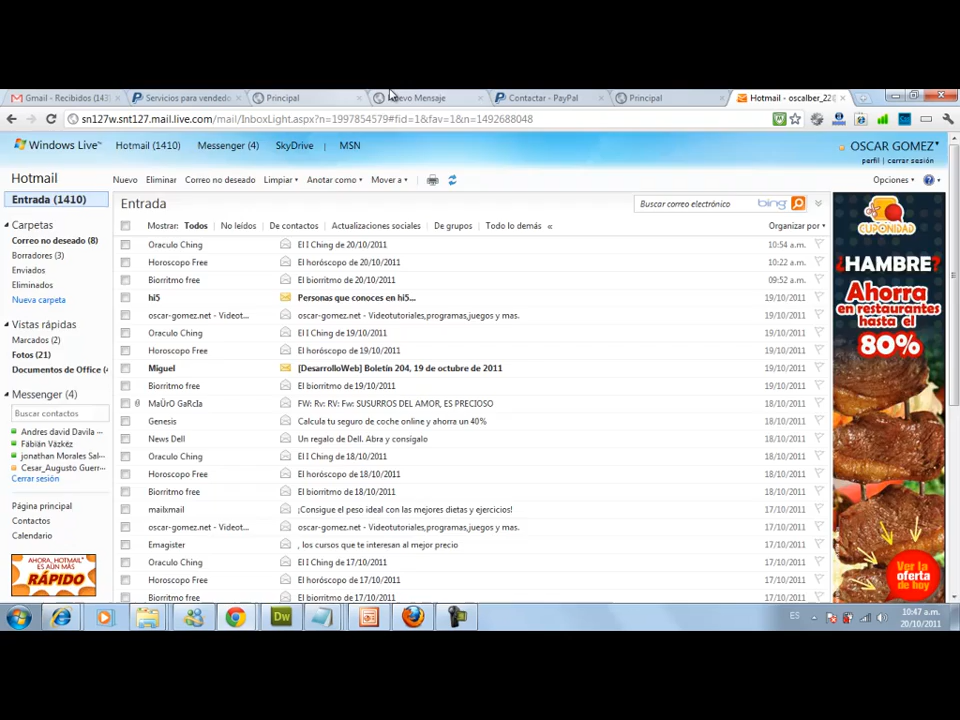 Gmail - Recibidos (143
Servicios para vendedo
Principal
Nuevo Mensaje
Contactar - PayPal
Principal
Hotmail - oscalber_22@
sn127w.snt127.mail.live.com/mail/InboxLight.aspx?n=1997854579#fid=1&fav=1&n=1492688048
Windows Live™ Hotmail (1410) Messenger (4) SkyDrive MSN
OSCAR GOMEZ
perfil | cerrar sesión
Hotmail
Nuevo Eliminar Correo no deseado Limpiar Anotar como Mover a
Opciones
Entrada (1410)
Carpetas
Correo no deseado (8)
Borradores (3)
Enviados
Eliminados
Nueva carpeta
Vistas rápidas
Marcados (2)
Fotos (21)
Documentos de Office (4
Messenger (4)
Buscar contactos
Andres david Davila ...
Fábián Vázkéz
jonathan Morales Sal...
Cesar_Augusto Guerr...
Cerrar sesión
Página principal
Contactos
Calendario
AHORA, HOTMAIL
ES AÚN MÁS
RÁPIDO
Entrada
Buscar correo electrónico bing
Mostrar: Todos No leídos De contactos Actualizaciones sociales De grupos Todo lo demás «
Organizar por
Oraculo Ching El I Ching de 20/10/2011 10:54 a.m.
Horoscopo Free El horóscopo de 20/10/2011 10:22 a.m.
Biorritmo free El biorritmo de 20/10/2011 09:52 a.m.
hi5 Personas que conoces en hi5... 19/10/2011
oscar-gomez.net - Videot... oscar-gomez.net - Videotutoriales,programas,juegos y mas. 19/10/2011
Oraculo Ching El I Ching de 19/10/2011 19/10/2011
Horoscopo Free El horóscopo de 19/10/2011 19/10/2011
Miguel [DesarrolloWeb] Boletín 204, 19 de octubre de 2011 19/10/2011
Biorritmo free El biorritmo de 19/10/2011 19/10/2011
MaÜrO GaRcIa FW: Rv: RV: Fw: SUSURROS DEL AMOR, ES PRECIOSO 19/10/2011
Genesis Calcula tu seguro de coche online y ahorra un 40% 19/10/2011
News Dell Un regalo de Dell. Abra y consígalo 18/10/2011
Oraculo Ching El I Ching de 18/10/2011 18/10/2011
Horoscopo Free El horóscopo de 18/10/2011 18/10/2011
Biorritmo free El biorritmo de 18/10/2011 18/10/2011
mailxmail ¡Consigue el peso ideal con las mejores dietas y ejercicios! 18/10/2011
oscar-gomez.net - Videot... oscar-gomez.net - Videotutoriales,programas,juegos y mas. 17/10/2011
Emagister , los cursos que te interesan al mejor precio 17/10/2011
Oraculo Ching El I Ching de 17/10/2011 17/10/2011
Horoscopo Free El horóscopo de 17/10/2011 17/10/2011
Biorritmo free El biorritmo de 17/10/2011 17/10/2011
CUPONIDAD
¿HAMBRE?
Ahorra
en restaurantes
hasta el
80%
Ver la
oferta
de hoy
Dw
ES
10:47 a.m.
20/10/2011